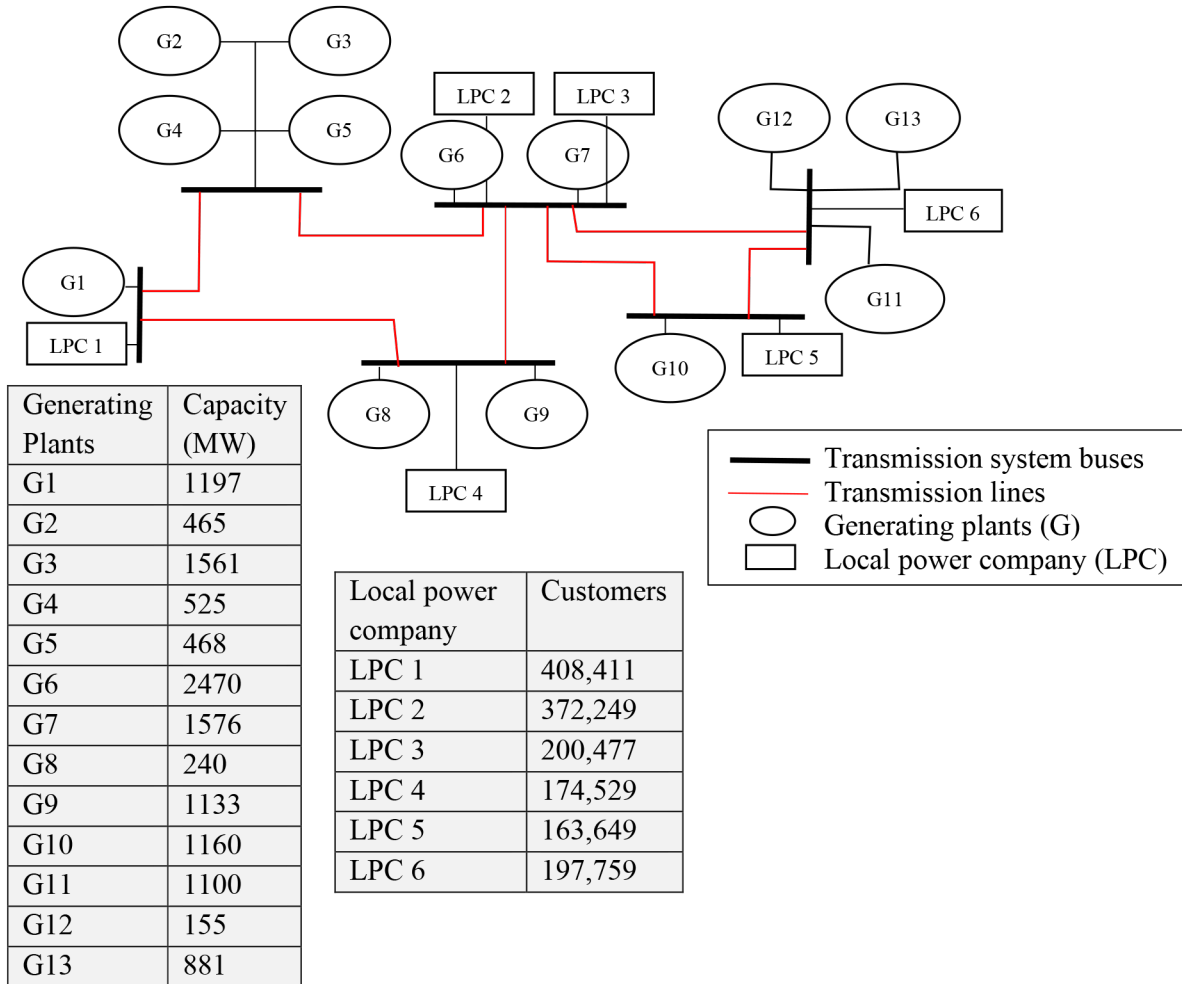 G2
G3
G4
G5
LPC 2
LPC 3
G6
G7
G12
G13
LPC 6
G11
G1
LPC 1
G10
LPC 5
G8
G9
LPC 4
Generating Plants
Capacity (MW)
G1 1197
G2 465
G3 1561
G4 525
G5 468
G6 2470
G7 1576
G8 240
G9 1133
G10 1160
G11 1100
G12 155
G13 881
Local power company
Customers
LPC 1 408,411
LPC 2 372,249
LPC 3 200,477
LPC 4 174,529
LPC 5 163,649
LPC 6 197,759
Transmission system buses
Transmission lines
Generating plants (G)
Local power company (LPC)